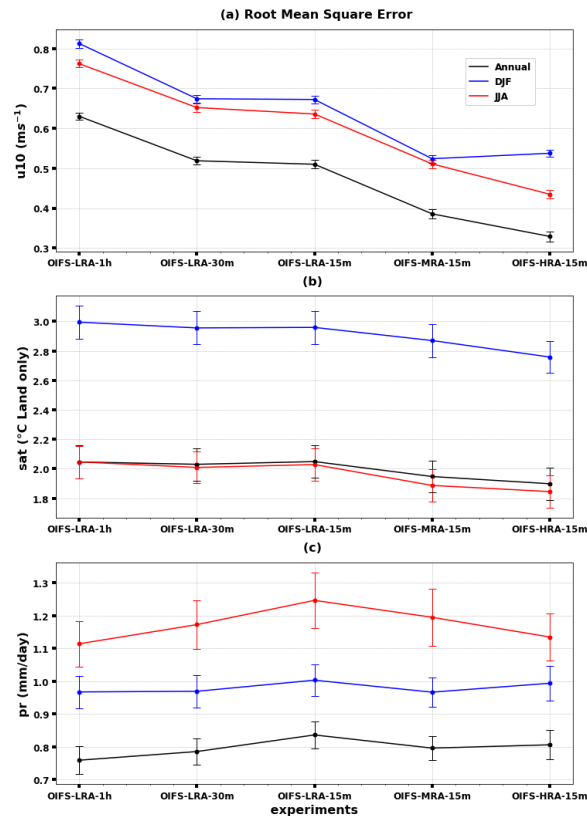 (a) Root Mean Square Error
0.8
0.7
0.6
0.5
0.4
0.3
u10 (ms⁻¹)
Annual
DJF
JJA
OIFS-LRA-1h OIFS-LRA-30m OIFS-LRA-15m OIFS-MRA-15m OIFS-HRA-15m
(b)
3.0
2.8
2.6
2.4
2.2
2.0
1.8
sat (°C Land only)
OIFS-LRA-1h OIFS-LRA-30m OIFS-LRA-15m OIFS-MRA-15m OIFS-HRA-15m
(c)
1.3
1.2
1.1
1.0
0.9
0.8
0.7
pr (mm/day)
OIFS-LRA-1h OIFS-LRA-30m OIFS-LRA-15m OIFS-MRA-15m OIFS-HRA-15m
experiments